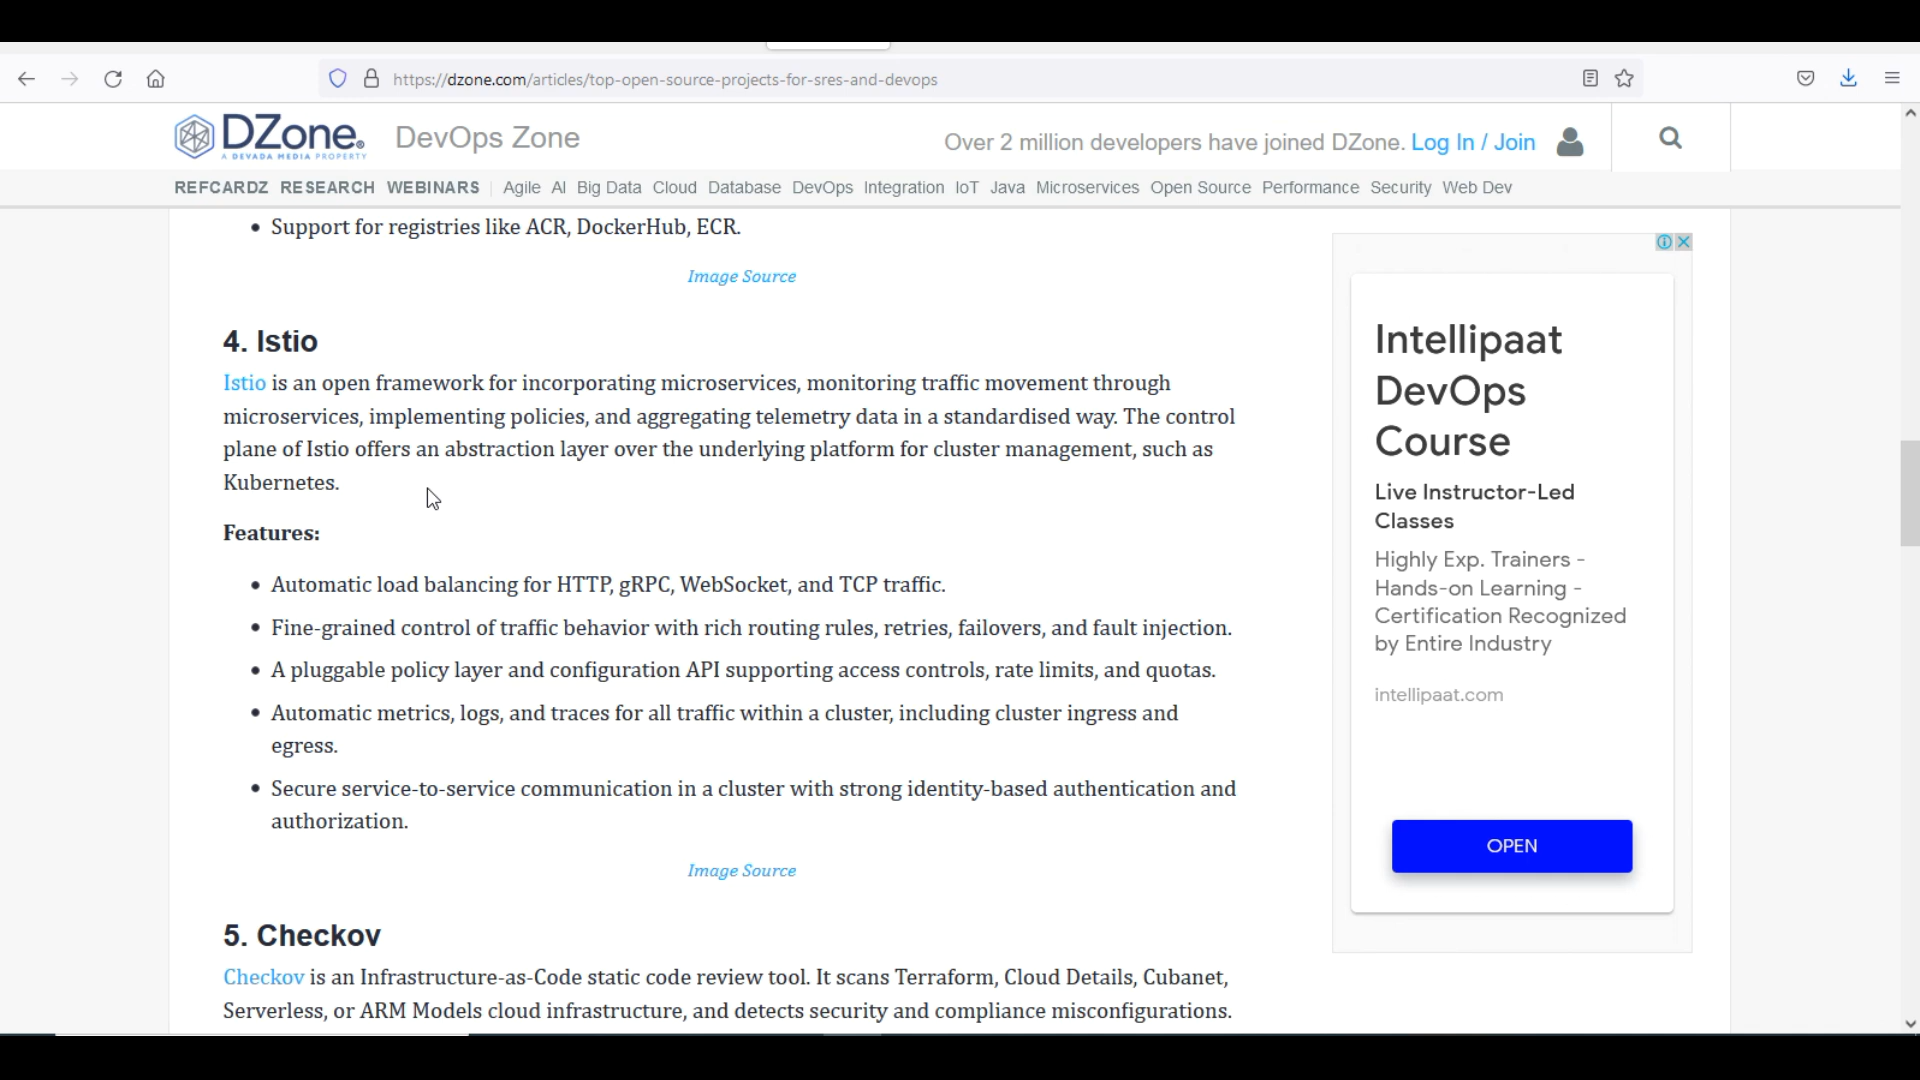 https://dzone.com/articles/top-open-source-projects-for-sres-and-devops
DZone.
A DEVADA MEDIA PROPERTY
DevOps Zone
Over 2 million developers have joined DZone. Log In / Join
REFCARDZ RESEARCH WEBINARS Agile AI Big Data Cloud Database DevOps Integration IoT Java Microservices Open Source Performance Security Web Dev
• Support for registries like ACR, DockerHub, ECR.
Image Source
4. Istio
Istio is an open framework for incorporating microservices, monitoring traffic movement through
microservices, implementing policies, and aggregating telemetry data in a standardised way. The control
plane of Istio offers an abstraction layer over the underlying platform for cluster management, such as
Kubernetes.
Features:
• Automatic load balancing for HTTP, gRPC, WebSocket, and TCP traffic.
• Fine-grained control of traffic behavior with rich routing rules, retries, failovers, and fault injection.
• A pluggable policy layer and configuration API supporting access controls, rate limits, and quotas.
• Automatic metrics, logs, and traces for all traffic within a cluster, including cluster ingress and
egress.
• Secure service-to-service communication in a cluster with strong identity-based authentication and
authorization.
Image Source
5. Checkov
Checkov is an Infrastructure-as-Code static code review tool. It scans Terraform, Cloud Details, Cubanet,
Serverless, or ARM Models cloud infrastructure, and detects security and compliance misconfigurations.
Intellipaat
DevOps
Course
Live Instructor-Led
Classes
Highly Exp. Trainers -
Hands-on Learning -
Certification Recognized
by Entire Industry
intellipaat.com
OPEN